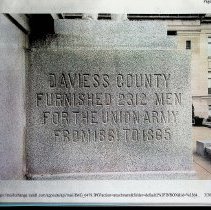 DAVIESS COUNTY
FURNISHED 2312 MEN
FOR THE UNION ARMY
FROM 1861 TO 1865